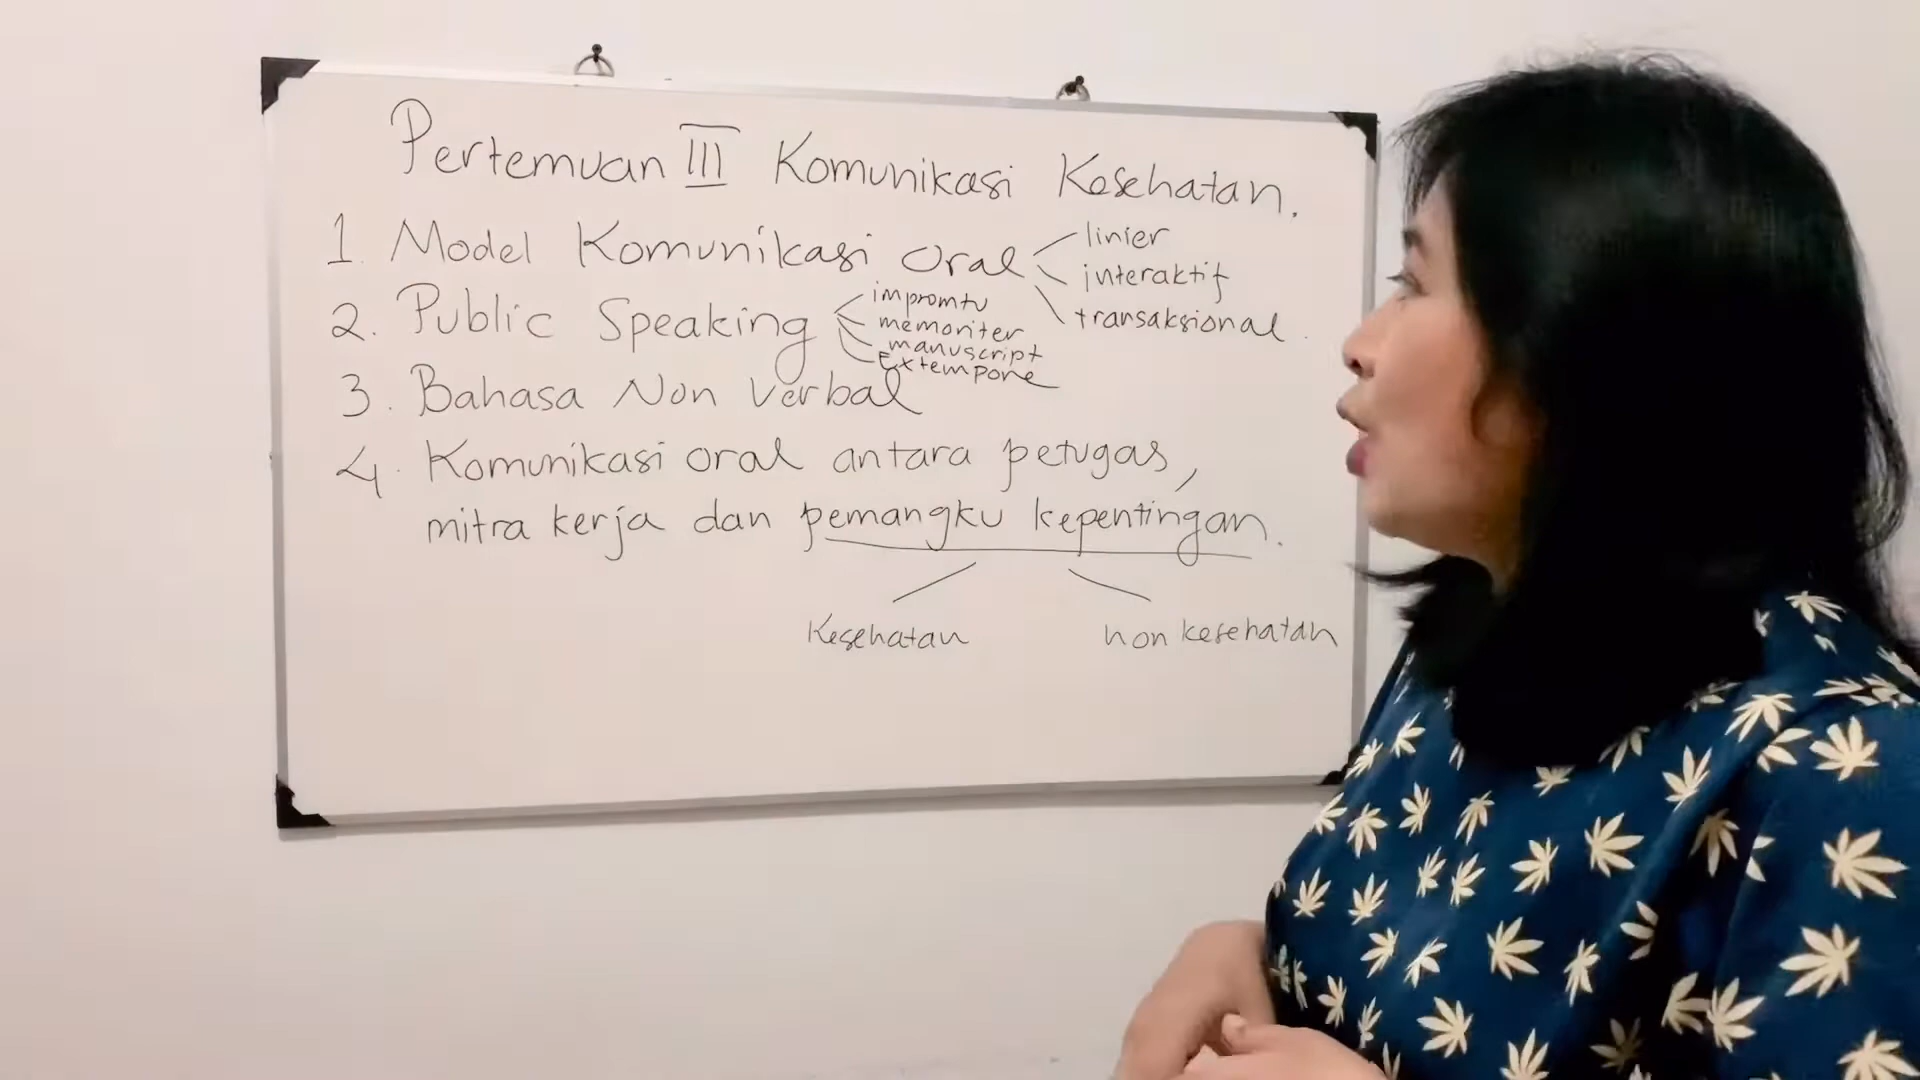 Pertemuan III Komunikasi Kesehatan.
1. Model Komunikasi Oral
linier
interaktif
transaksional.
2. Public Speaking
impromtu
memoriter
manuscript
Extempore
3. Bahasa Non Verbal
4. Komunikasi oral antara petugas,
mitra kerja dan pemangku kepentingan.
Kesehatan
non kesehatan